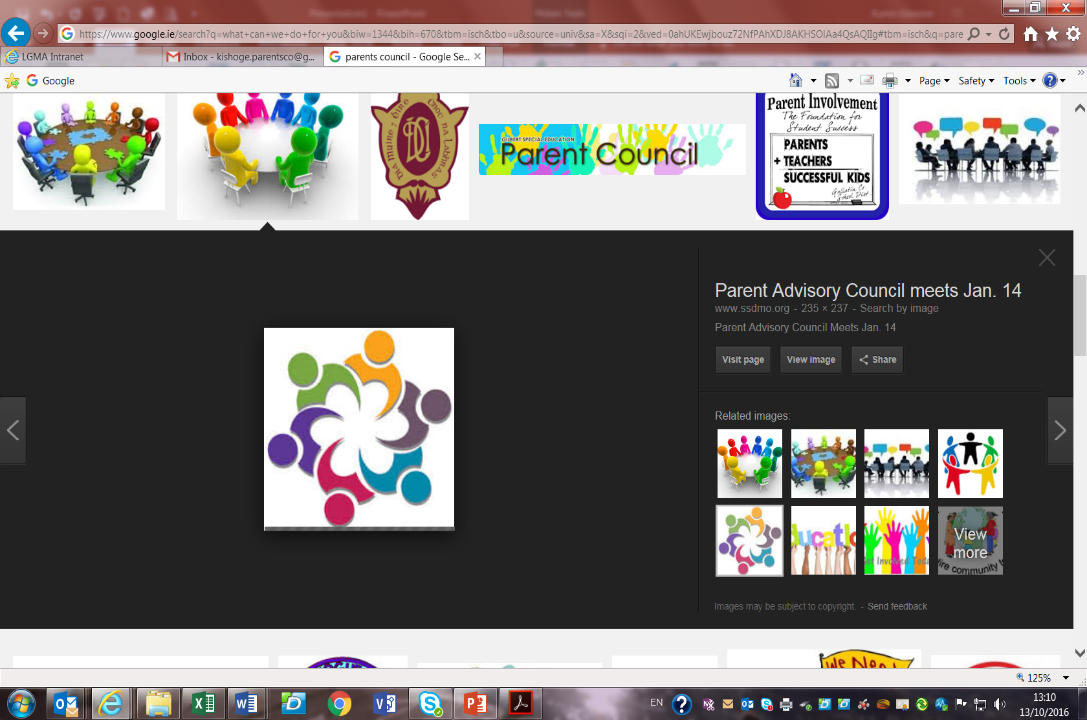 https://www.google.ie/search?q=what+can+we+do+for+you&biw=1344&bih=670&tbm=isch&tbo=u&source=univ&sa=X&sqi=2&ved=0ahUKEwjbouz72NfPAhXDJ8AKHSOIAa4QsAQIIg#tbm=isch&q=pare
LGMA Intranet
Inbox - kishoge.parentsco@g...
parents council - Google Se...
Google
Page
Safety
Tools
Parent Involvement
The Foundation for
Student Success
PARENTS
+ TEACHERS
SUCCESSFUL KIDS
Parent Council
Parent Advisory Council meets Jan. 14
www.ssdmo.org - 235 × 237 - Search by image
Parent Advisory Council Meets Jan. 14
Visit page
View image
Share
Related images:
View
more
Images may be subject to copyright. - Send feedback
We Need
125%
EN
13:10
13/10/2016